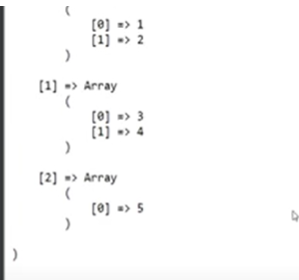 (
[0] => 1
[1] => 2
)
[1] => Array
(
[0] => 3
[1] => 4
)
[2] => Array
(
[0] => 5
)
)